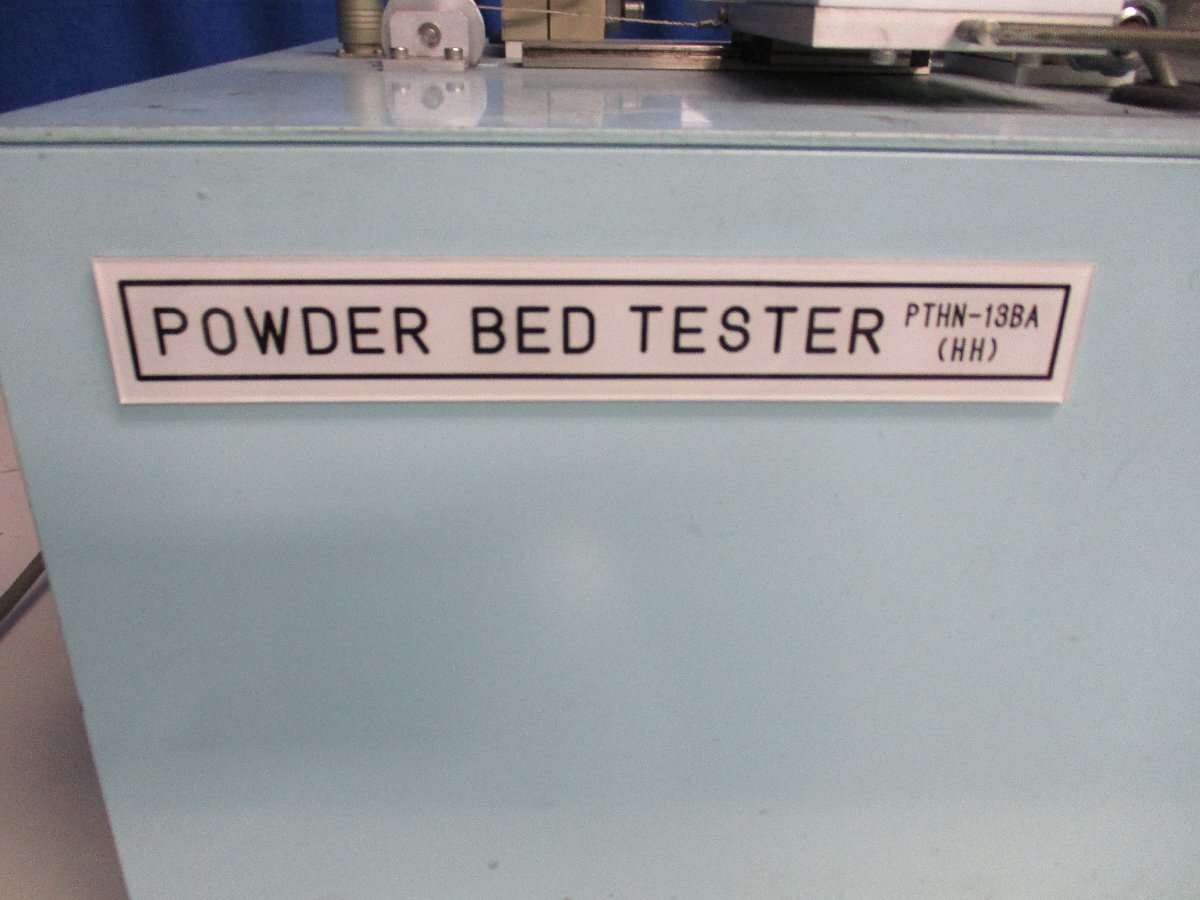 POWDER BED TESTER PTHN-13BA
(HH)